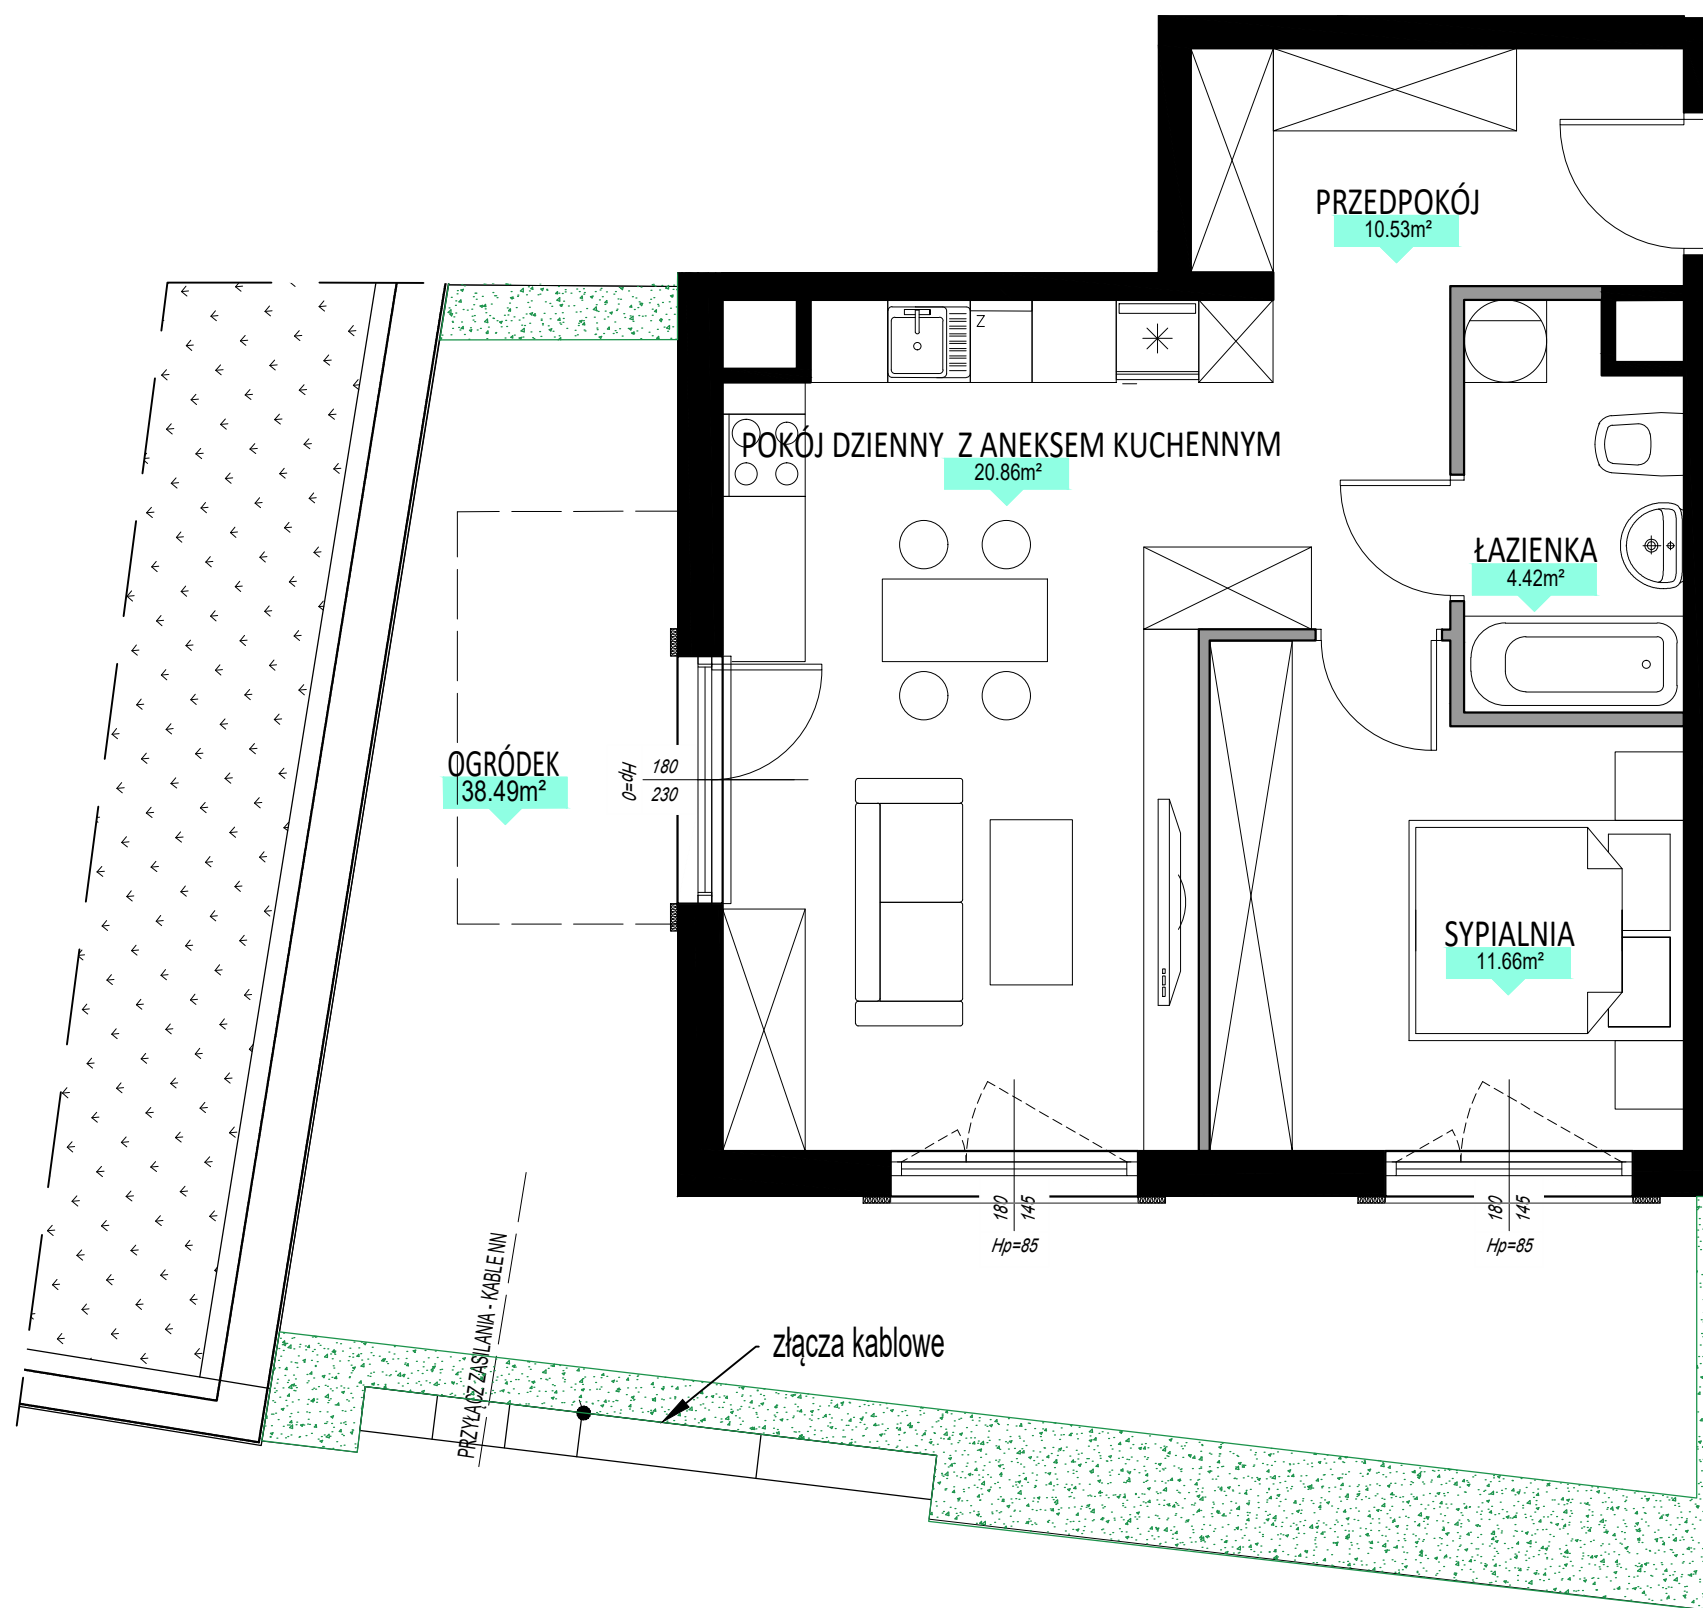 PRZEDPOKÓJ
10.53m²
Z
POKÓJ DZIENNY Z ANEKSEM KUCHENNYM
20.86m²
ŁAZIENKA
4.42m²
OGRÓDEK
38.49m²
Hp=0
180
230
SYPIALNIA
11.66m²
180
145
Hp=85
180
145
Hp=85
PRZYŁĄCZ ZASILANIA - KABLE NN
złącza kablowe